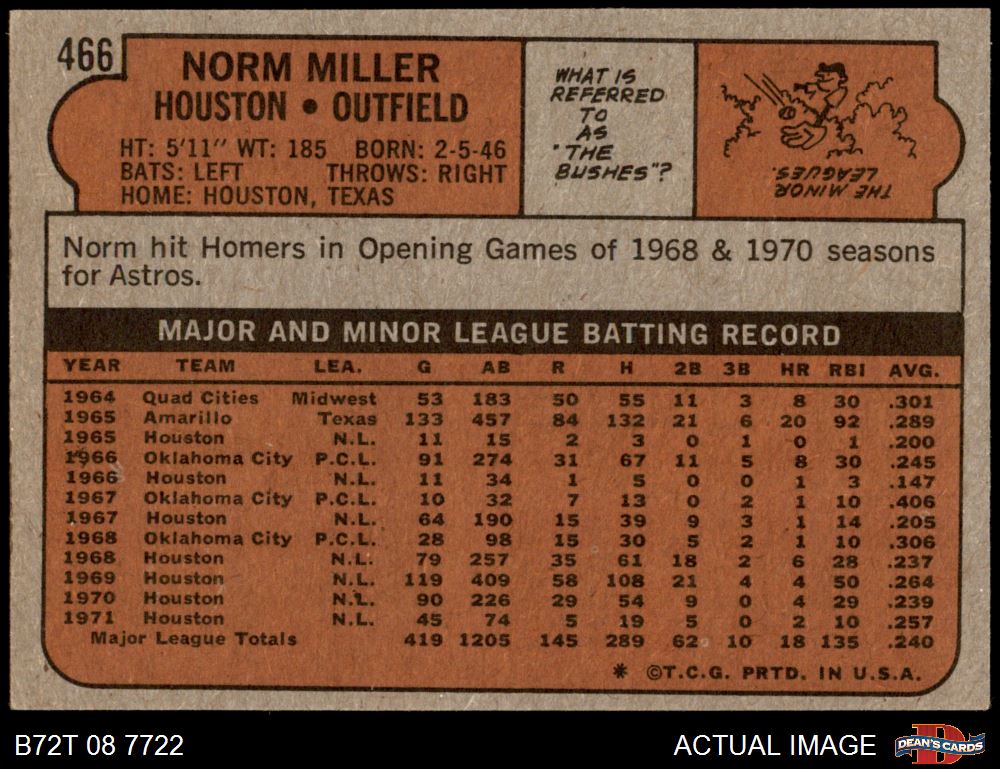 466
NORM MILLER
HOUSTON • OUTFIELD
HT: 5'11" WT: 185 BORN: 2-5-46
BATS: LEFT THROWS: RIGHT
HOME: HOUSTON, TEXAS
WHAT IS
REFERRED
TO
AS
"THE
BUSHES"?
THE MINOR
LEAGUES.
Norm hit Homers in Opening Games of 1968 & 1970 seasons
for Astros.
MAJOR AND MINOR LEAGUE BATTING RECORD
YEAR TEAM LEA. G AB R H 2B 3B HR RBI AVG.
1964 Quad Cities Midwest 53 183 50 55 11 3 8 30 .301
1965 Amarillo Texas 133 457 84 132 21 6 20 92 .289
1965 Houston N.L. 11 15 2 3 0 1 0 1 .200
1966 Oklahoma City P.C.L. 91 274 31 67 11 5 8 30 .245
1966 Houston N.L. 11 34 1 5 0 0 1 3 .147
1967 Oklahoma City P.C.L. 10 32 7 13 0 2 1 10 .406
1967 Houston N.L. 64 190 15 39 9 3 1 14 .205
1968 Oklahoma City P.C.L. 28 98 15 30 5 2 1 10 .306
1968 Houston N.L. 79 257 35 61 18 2 6 28 .237
1969 Houston N.L. 119 409 58 108 21 4 4 50 .264
1970 Houston N.L. 90 226 29 54 9 0 4 29 .239
1971 Houston N.L. 45 74 5 19 5 0 2 10 .257
Major League Totals 419 1205 145 289 62 10 18 135 .240
* ©T.C.G. PRTD. IN U.S.A.
B72T 08 7722 ACTUAL IMAGE
D
DEAN'S CARDS